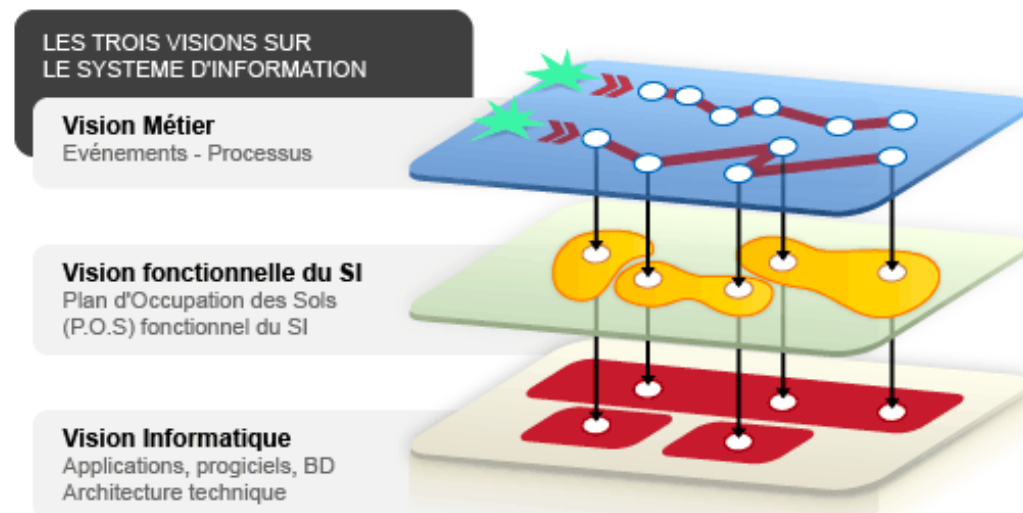 LES TROIS VISIONS SUR
LE SYSTEME D'INFORMATION
Vision Métier
Evénements - Processus
Vision fonctionnelle du SI
Plan d'Occupation des Sols
(P.O.S) fonctionnel du SI
Vision Informatique
Applications, progiciels, BD
Architecture technique